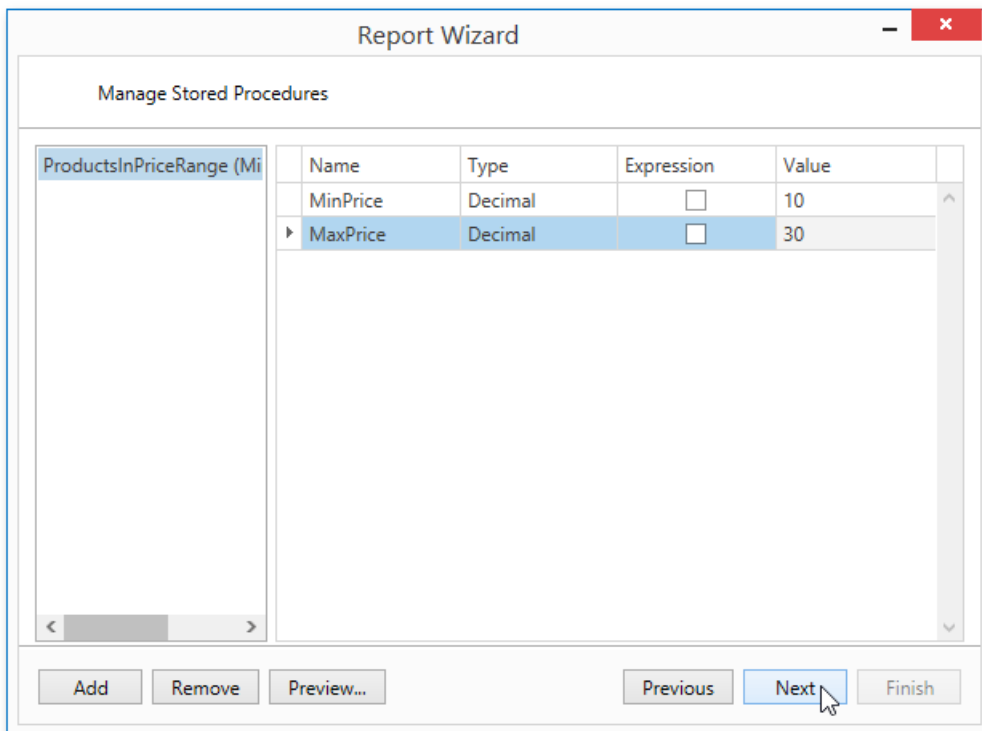 Report Wizard
Manage Stored Procedures
ProductsInPriceRange (Mi
Name Type Expression Value
MinPrice Decimal 10
MaxPrice Decimal 30
Add Remove Preview... Previous Next Finish